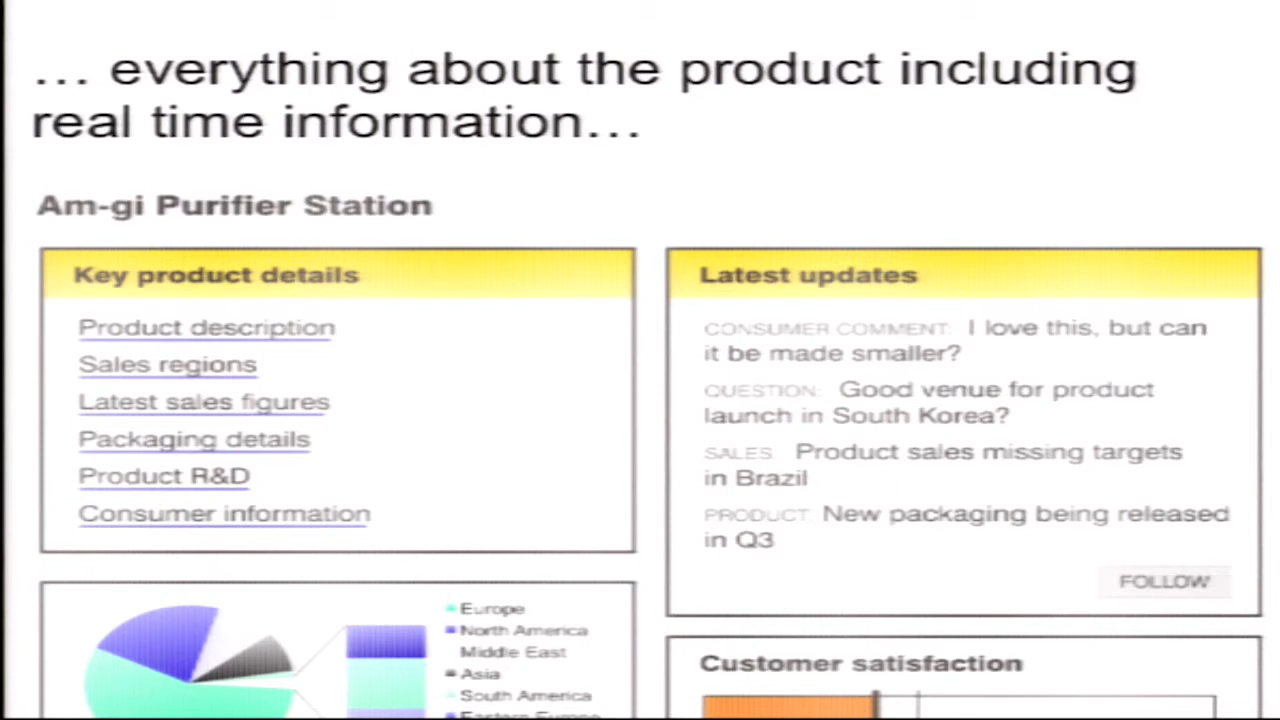 … everything about the product including
real time information…
Am-gi Purifier Station
Key product details
Product description
Sales regions
Latest sales figures
Packaging details
Product R&D
Consumer information
Latest updates
CONSUMER COMMENT: I love this, but can
it be made smaller?
QUESTION: Good venue for product
launch in South Korea?
SALES: Product sales missing targets
in Brazil
PRODUCT: New packaging being released
in Q3
FOLLOW
Europe
North America
Middle East
Asia
South America
Eastern Europe
Customer satisfaction